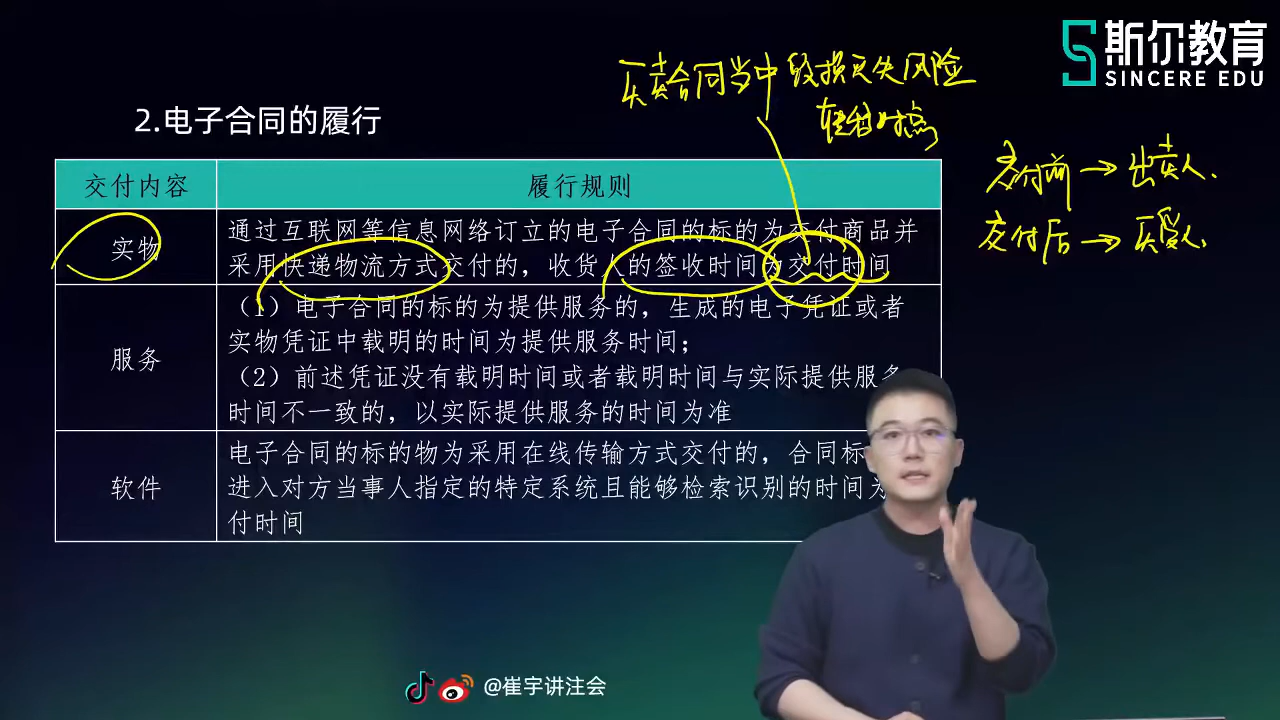 斯尔教育
SINCERE EDU
买卖合同当中毁损灭失风险
转移时点
2.电子合同的履行
交付前→出卖人.
交付后→买受人.
交付内容
履行规则
实物
通过互联网等信息网络订立的电子合同的标的为交付商品并
采用快递物流方式交付的，收货人的签收时间为交付时间
服务
（1）电子合同的标的为提供服务的，生成的电子凭证或者
实物凭证中载明的时间为提供服务时间；
（2）前述凭证没有载明时间或者载明时间与实际提供服务
时间不一致的，以实际提供服务的时间为准
软件
电子合同的标的物为采用在线传输方式交付的，合同标
进入对方当事人指定的特定系统且能够检索识别的时间为
付时间
@崔宇讲注会